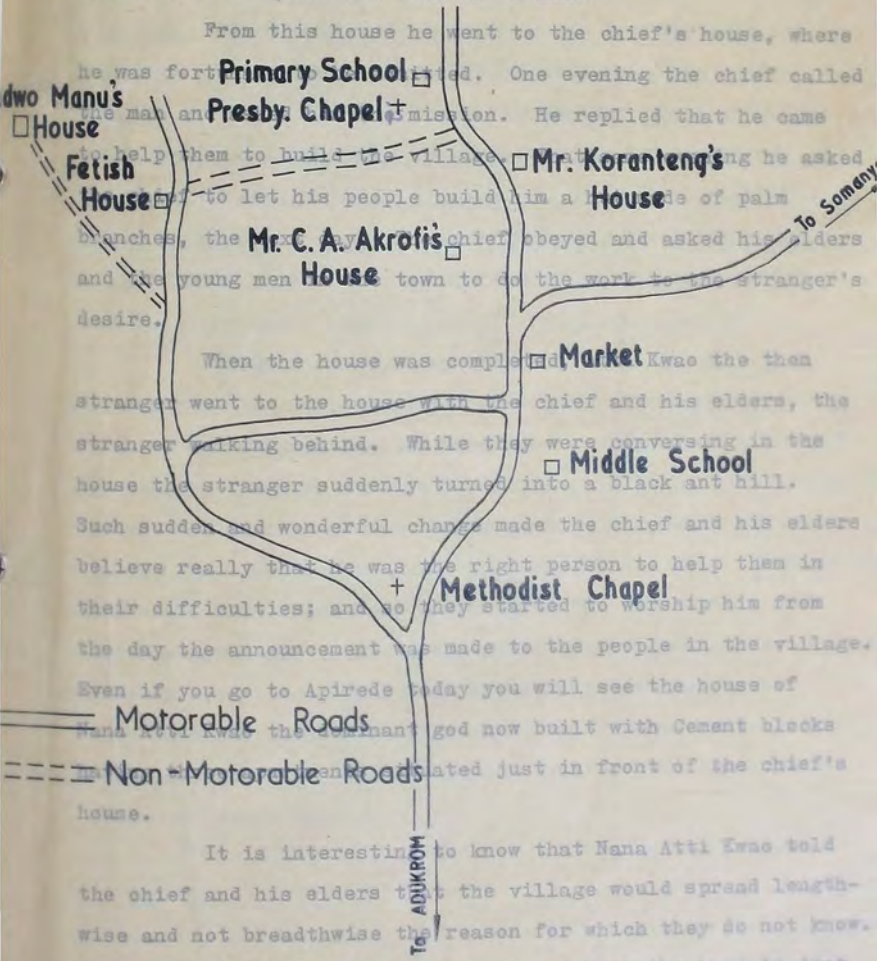 From this house he went to the chief's house, where
he was One evening the chief called
the man and mission. He replied that he came
to help them to build the village. he asked
to let his people build him a of palm
branches, the chief obeyed and asked his elders
and the young men town to do the work to the stranger's
desire.
When the house was completed, Kwao the then
stranger went to the house with the chief and his elders, the
stranger walking behind. While they were conversing in the
house the stranger suddenly turned into a black ant hill.
Such sudden and wonderful change made the chief and his elders
believe really that he was the right person to help them in
their difficulties; and so they started to worship him from
the day the announcement was made to the people in the village.
Even if you go to Apirede today you will see the house of
Nana Atti Kwao the dominant god now built with Cement blocks
just in front of the chief's
house.
It is interesting to know that Nana Atti Kwao told
the chief and his elders that the village would spread length-
wise and not breadthwise the reason for which they do not know.
Primary School
Presby. Chapel
dwo Manu's
House
Fetish
House
Mr. Koranteng's
House
To Somanya
Mr. C. A. Akrofi's
House
Market
Middle School
Methodist Chapel
Motorable Roads
Non-Motorable Roads
To ADUKROM